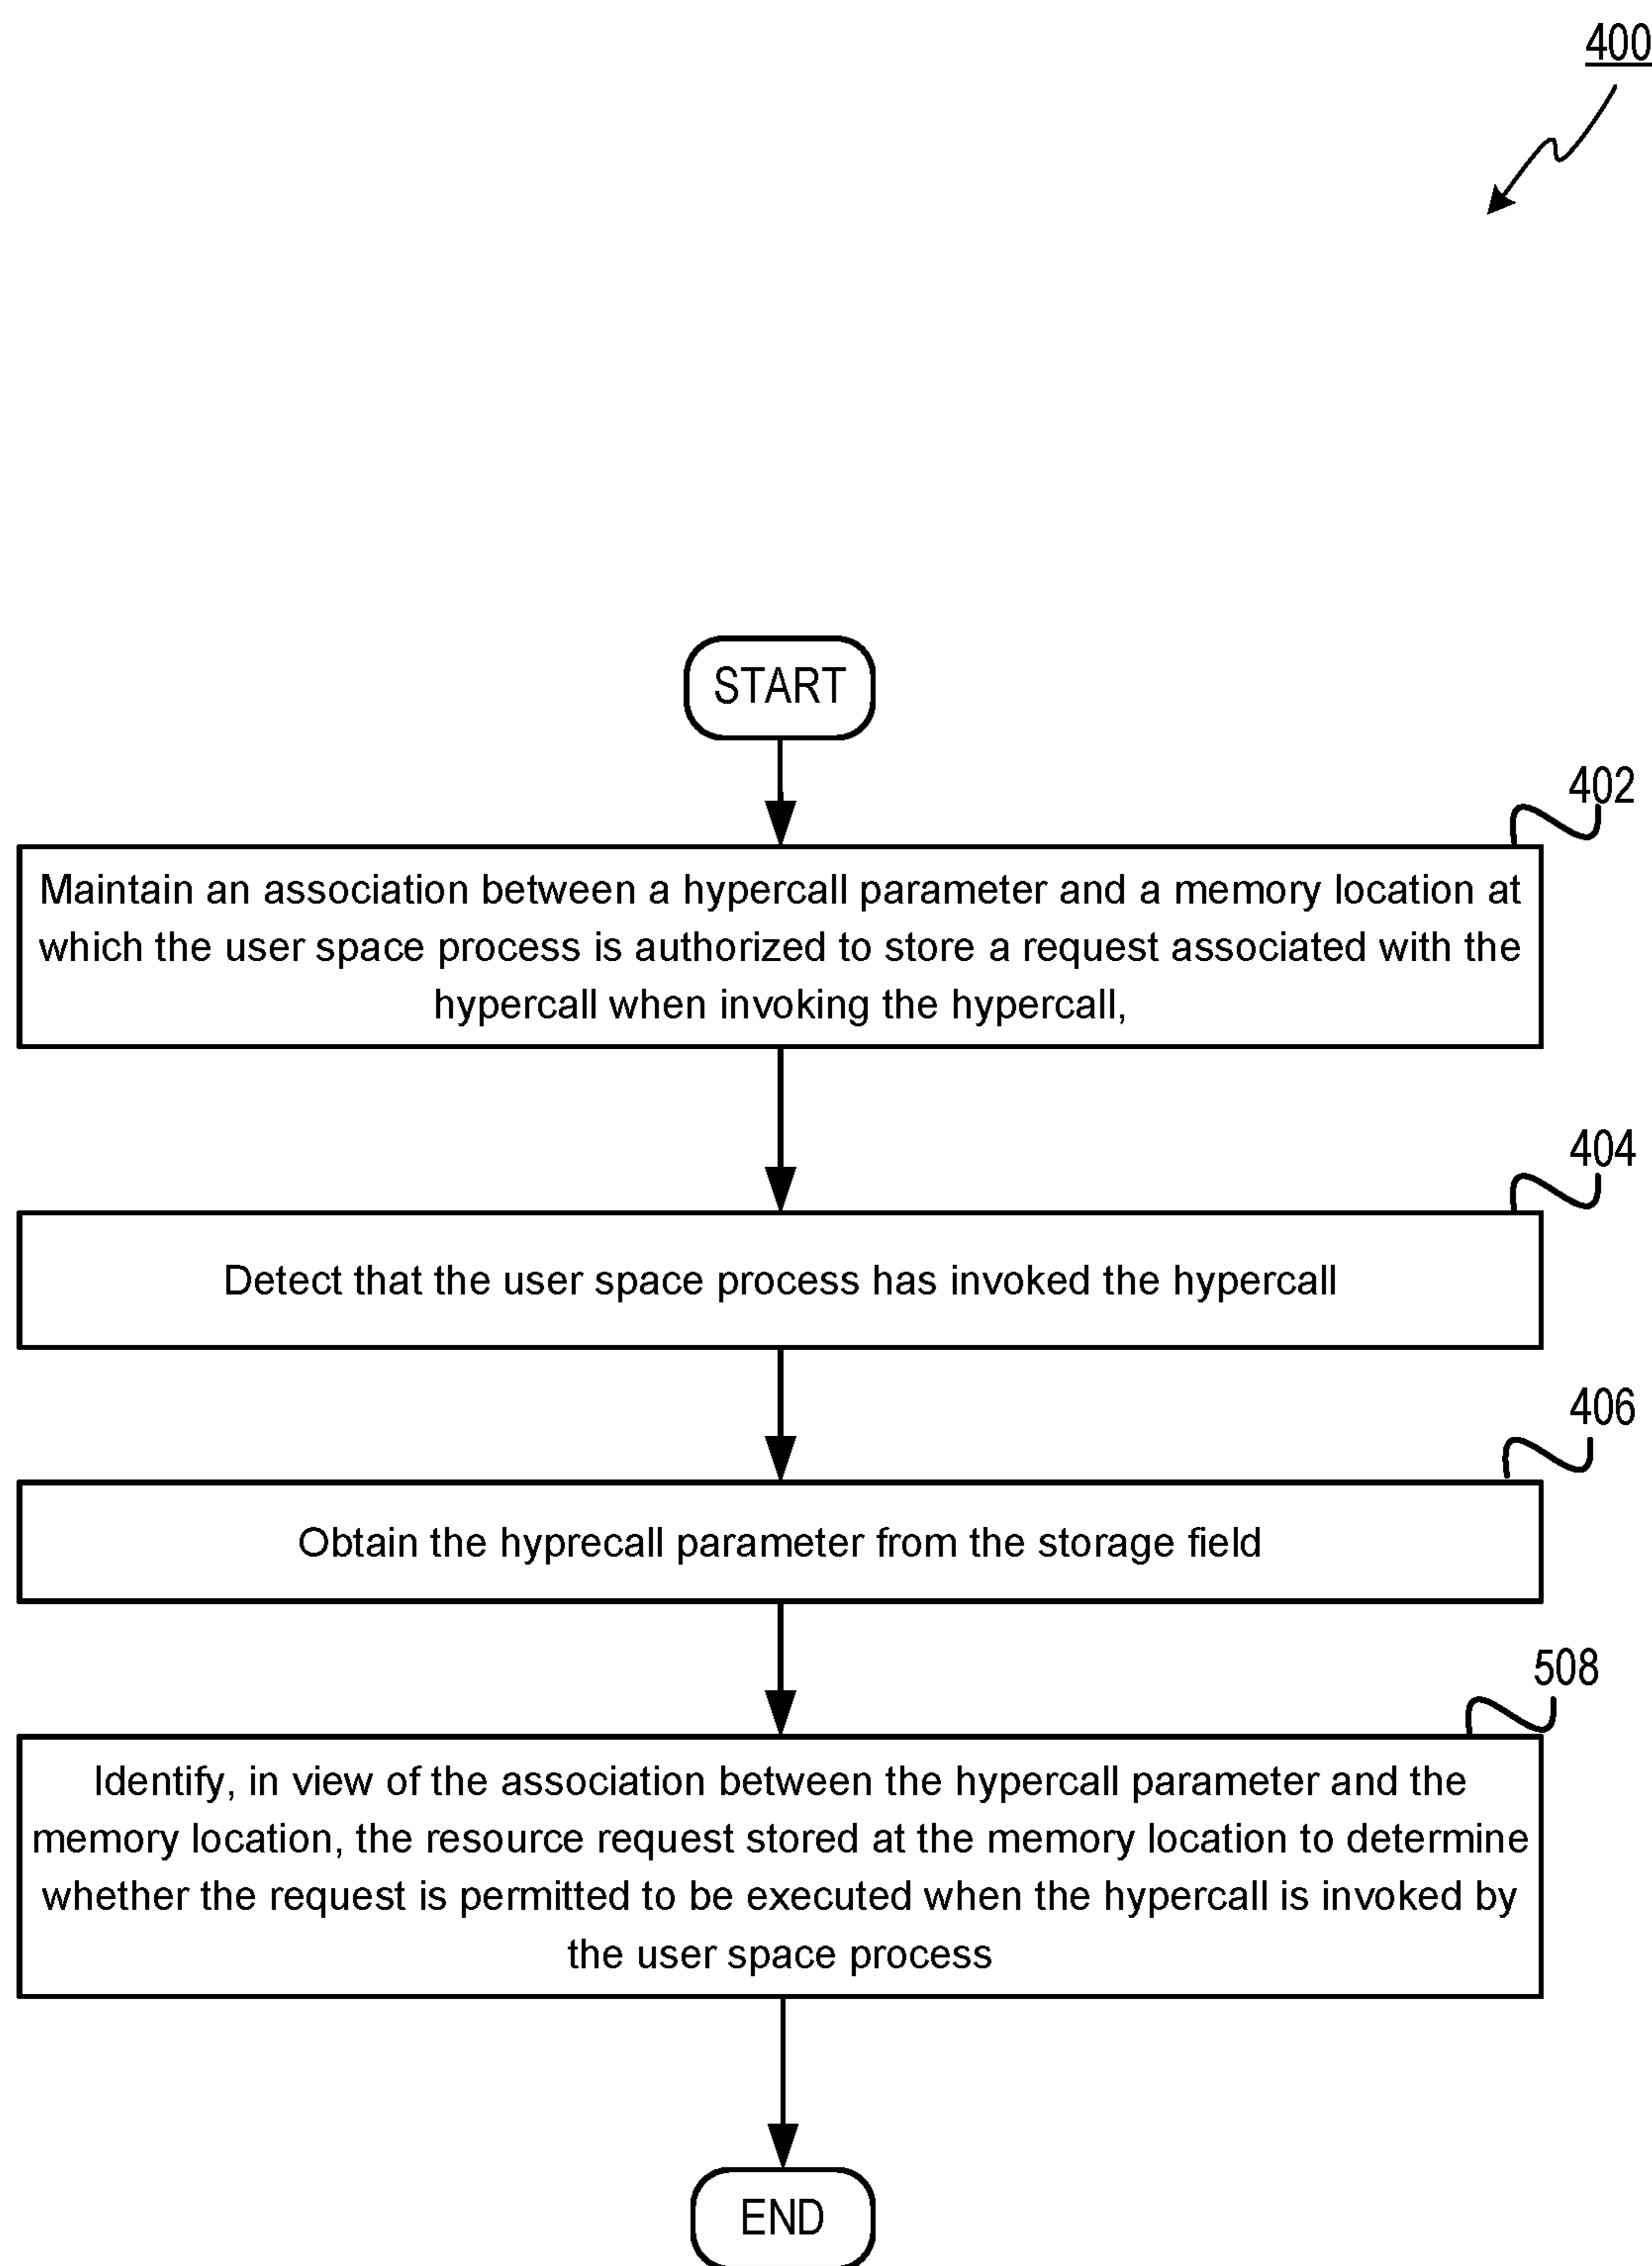 400
START
402
Maintain an association between a hypercall parameter and a memory location at
which the user space process is authorized to store a request associated with the
hypercall when invoking the hypercall,
404
Detect that the user space process has invoked the hypercall
406
Obtain the hyprecall parameter from the storage field
508
Identify, in view of the association between the hypercall parameter and the
memory location, the resource request stored at the memory location to determine
whether the request is permitted to be executed when the hypercall is invoked by
the user space process
END